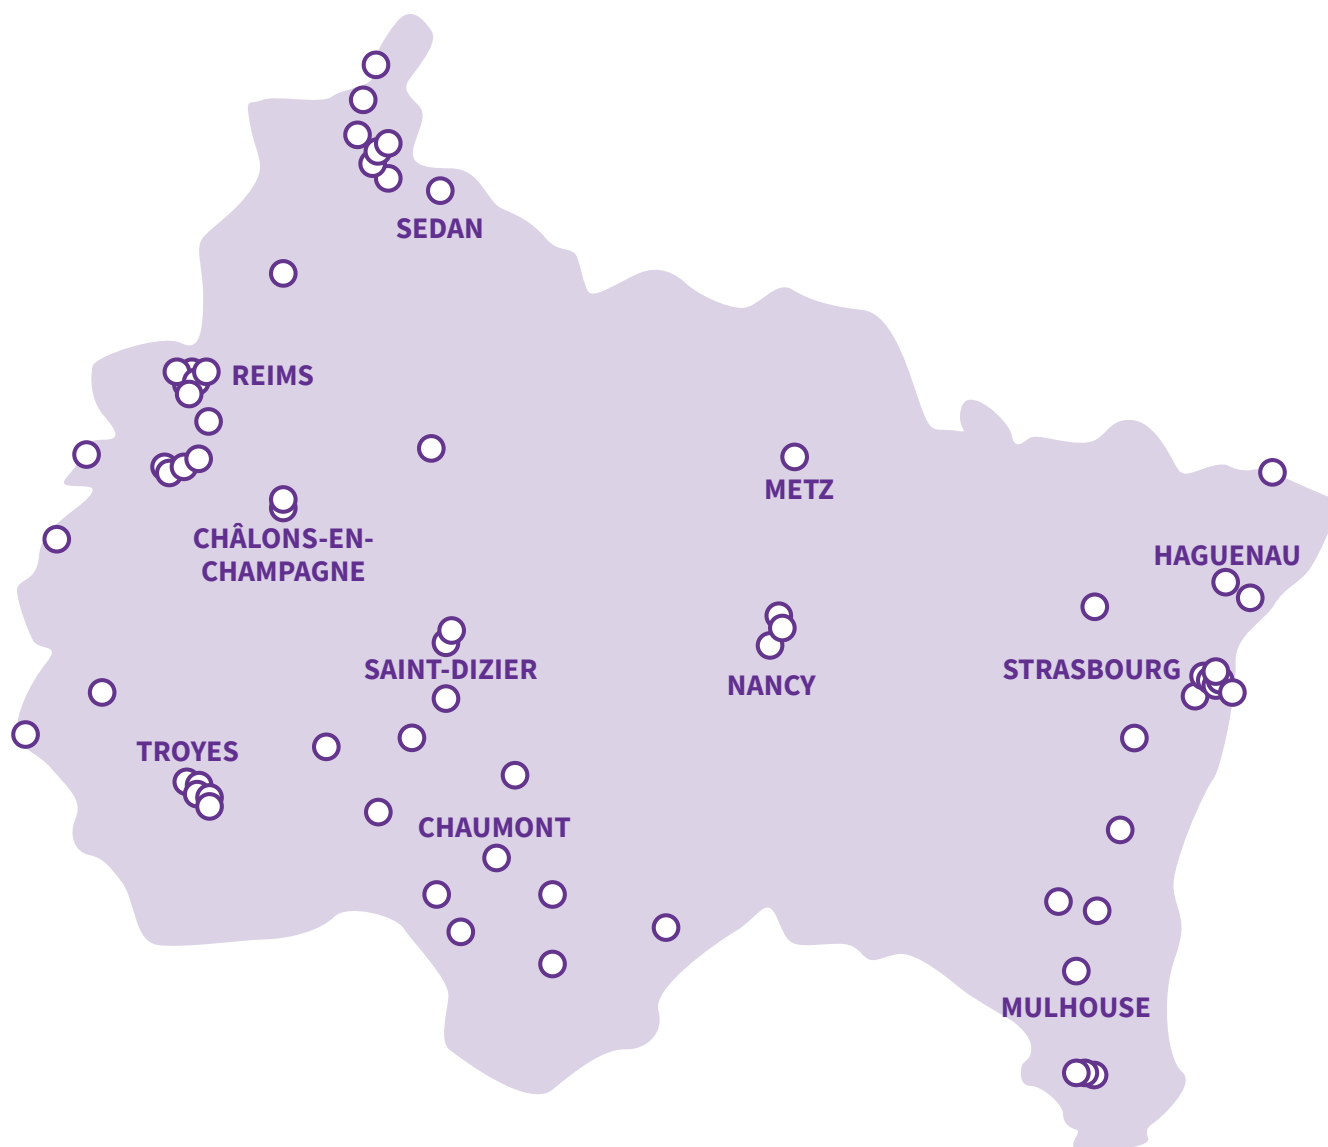 SEDAN
REIMS
METZ
CHÂLONS-EN-
CHAMPAGNE
HAGUENAU
SAINT-DIZIER
STRASBOURG
NANCY
TROYES
CHAUMONT
MULHOUSE